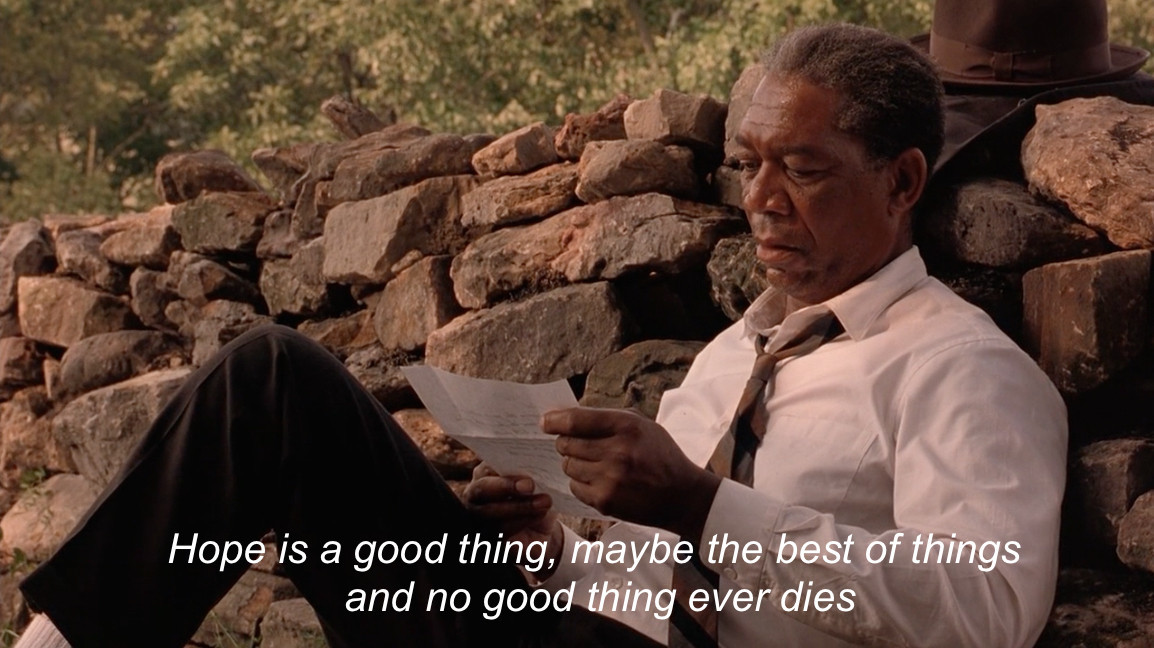 Hope is a good thing, maybe the best of things
and no good thing ever dies